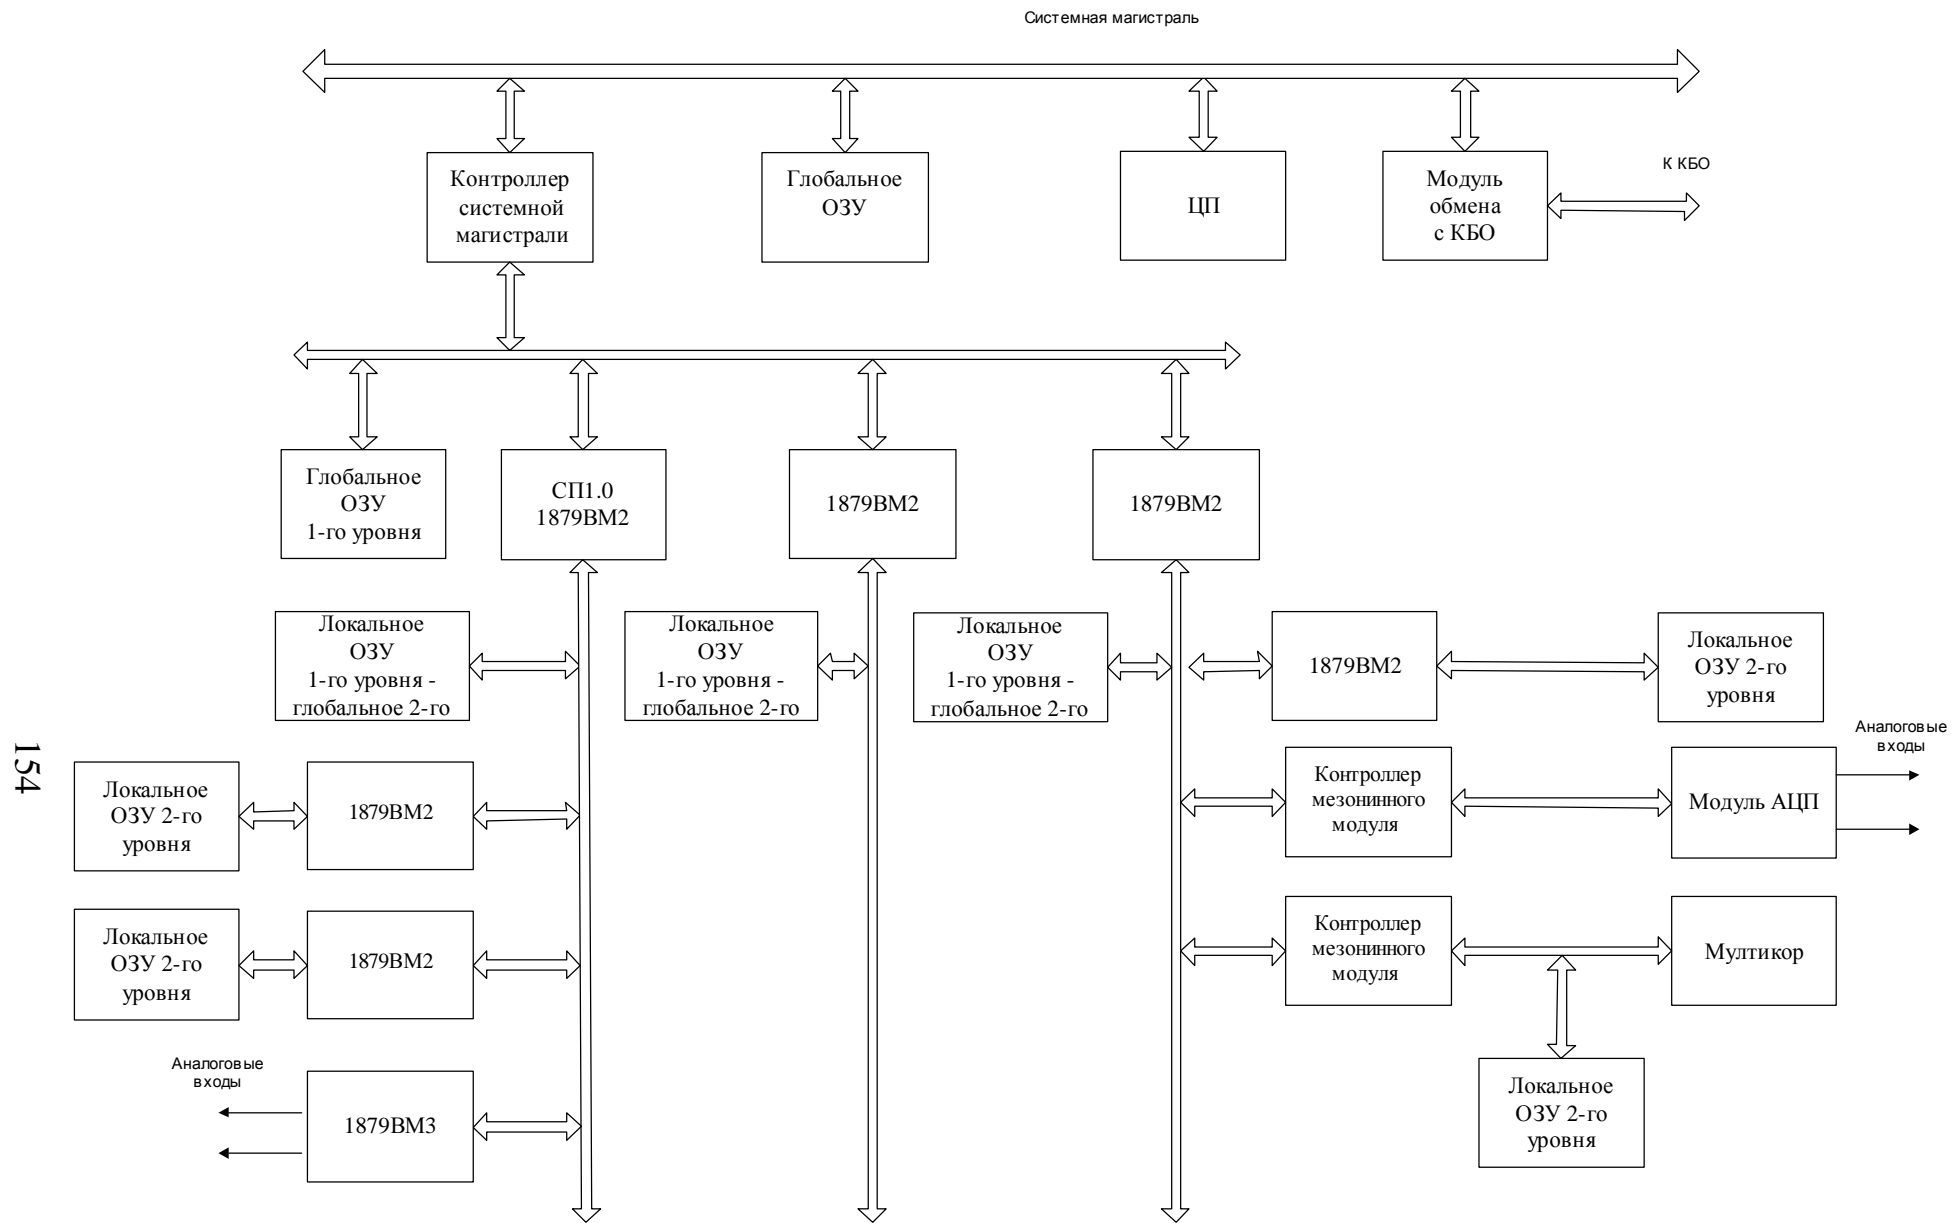 Системная магистраль
Контроллер
системной
магистрали
Глобальное
ОЗУ
ЦП
Модуль
обмена
с КБО
К КБО
Глобальное
ОЗУ
1-го уровня
СП1.0
1879ВМ2
1879ВМ2
1879ВМ2
Локальное
ОЗУ
1-го уровня -
глобальное 2-го
Локальное
ОЗУ
1-го уровня -
глобальное 2-го
Локальное
ОЗУ
1-го уровня -
глобальное 2-го
1879ВМ2
Локальное
ОЗУ 2-го
уровня
Аналоговые
входы
154
Локальное
ОЗУ 2-го
уровня
1879ВМ2
Контроллер
мезонинного
модуля
Модуль АЦП
Локальное
ОЗУ 2-го
уровня
1879ВМ2
Контроллер
мезонинного
модуля
Мултикор
Аналоговые
входы
1879ВМ3
Локальное
ОЗУ 2-го
уровня